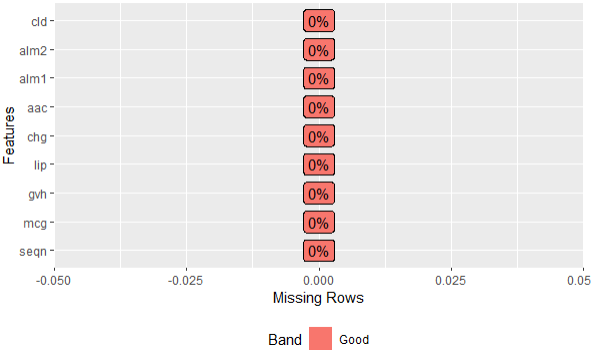 Features
cld 0%
alm2 0%
alm1 0%
aac 0%
chg 0%
lip 0%
gvh 0%
mcg 0%
seqn 0%
-0.050 -0.025 0.000 0.025 0.05
Missing Rows
Band Good